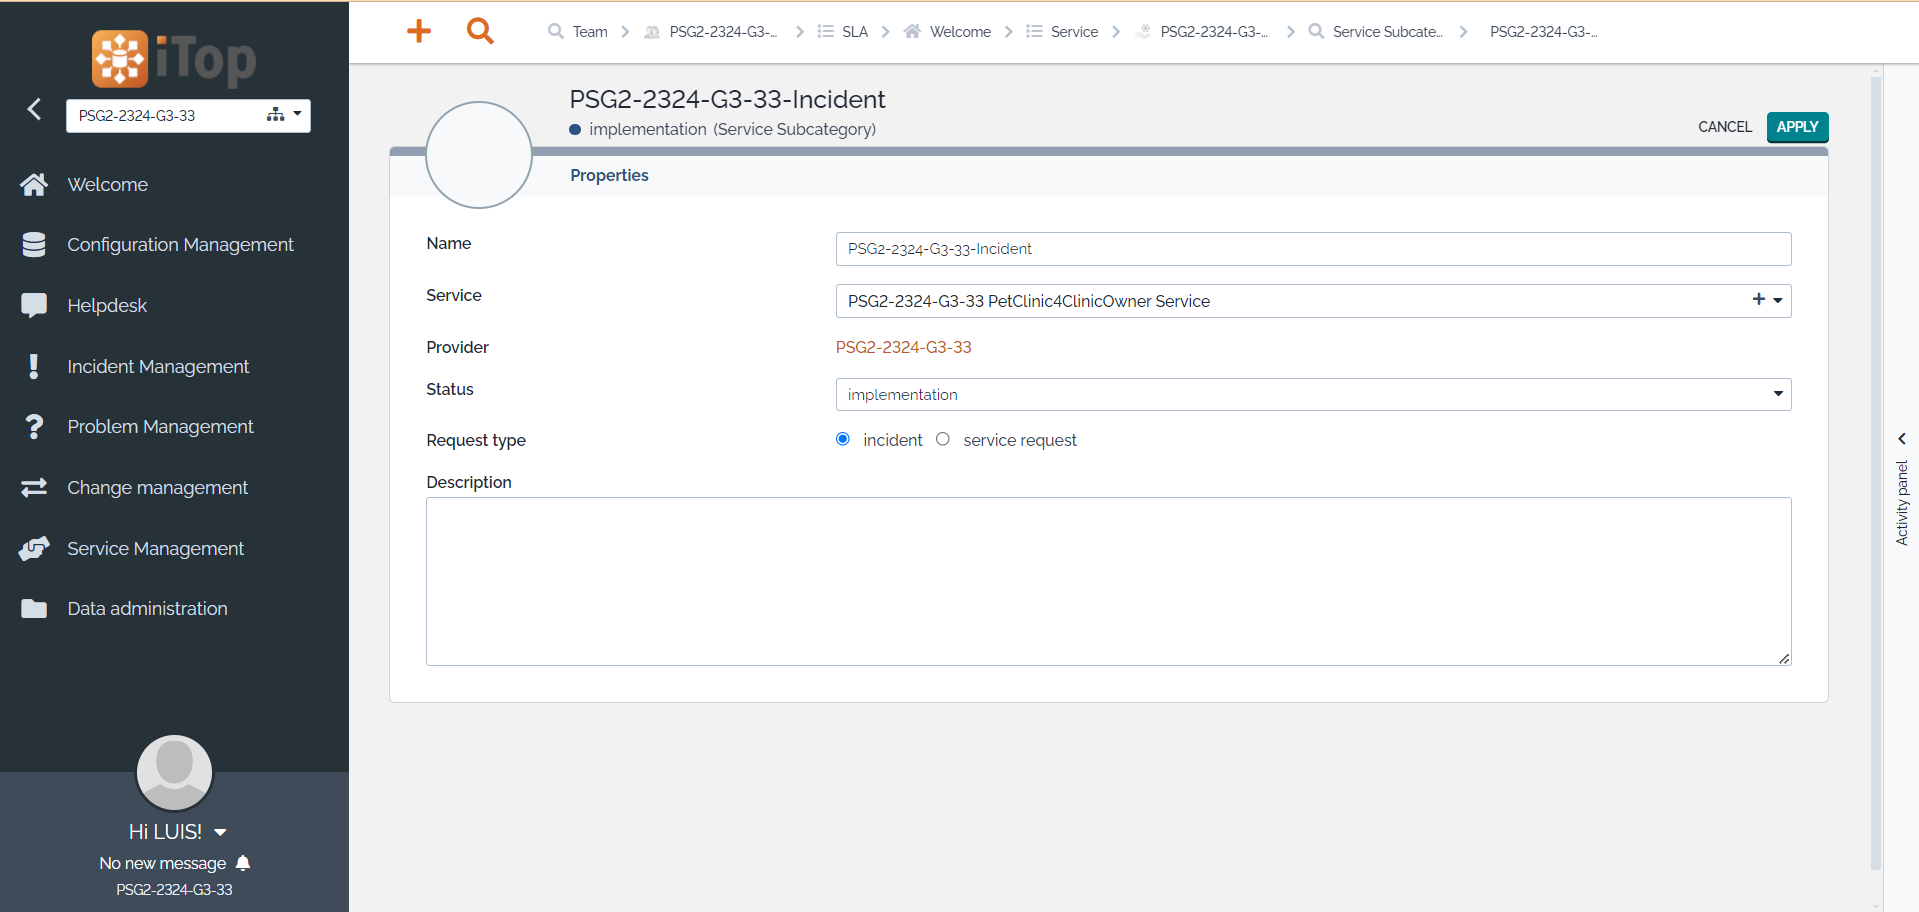 iTop
PSG2-2324-G3-33
Welcome
Configuration Management
Helpdesk
Incident Management
Problem Management
Change management
Service Management
Data administration
Hi LUIS!
No new message
PSG2-2324-G3-33
Team
PSG2-2324-G3-...
SLA
Welcome
Service
PSG2-2324-G3-...
Service Subcate...
PSG2-2324-G3-...
PSG2-2324-G3-33-Incident
implementation (Service Subcategory)
CANCEL
APPLY
Properties
Name
PSG2-2324-G3-33-Incident
Service
PSG2-2324-G3-33 PetClinic4ClinicOwner Service
Provider
PSG2-2324-G3-33
Status
implementation
Request type
incident
service request
Description
Activity panel